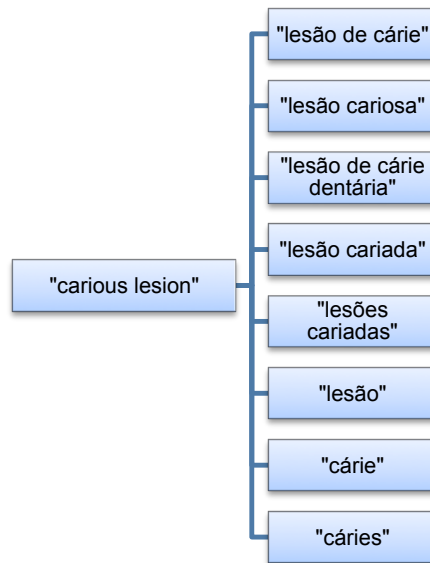 "lesão de cárie"
"lesão cariosa"
"lesão de cárie
dentária"
"lesão cariada"
"carious lesion"
"lesões
cariadas"
"lesão"
"cárie"
"cáries"